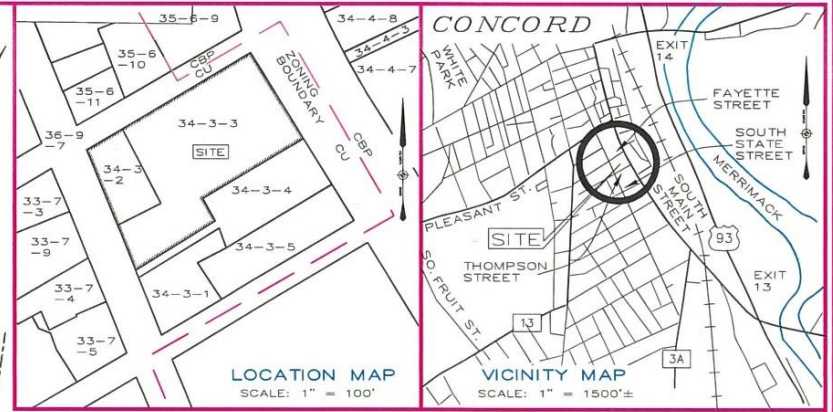 35-6-9
35-6
-10
35-6
-11
CBP
CU
34-4-8
34-4-3
34-4-7
ZONING
BOUNDARY
CBP
CU
36-9
-7
34-3-3
SITE
34-3
-2
34-3-4
33-7
-3
33-7
-9
34-3-5
33-7
-4
34-3-1
33-7
-5
LOCATION MAP
SCALE: 1" = 100'
CONCORD
WHITE
PARK
EXIT
14
FAYETTE
STREET
SOUTH
STATE
STREET
MERRIMACK
PLEASANT ST.
SOUTH
MAIN
STREET
SITE
93
THOMPSON
STREET
SO. FRUIT ST.
EXIT
13
13
3A
VICINITY MAP
SCALE: 1" = 1500'±